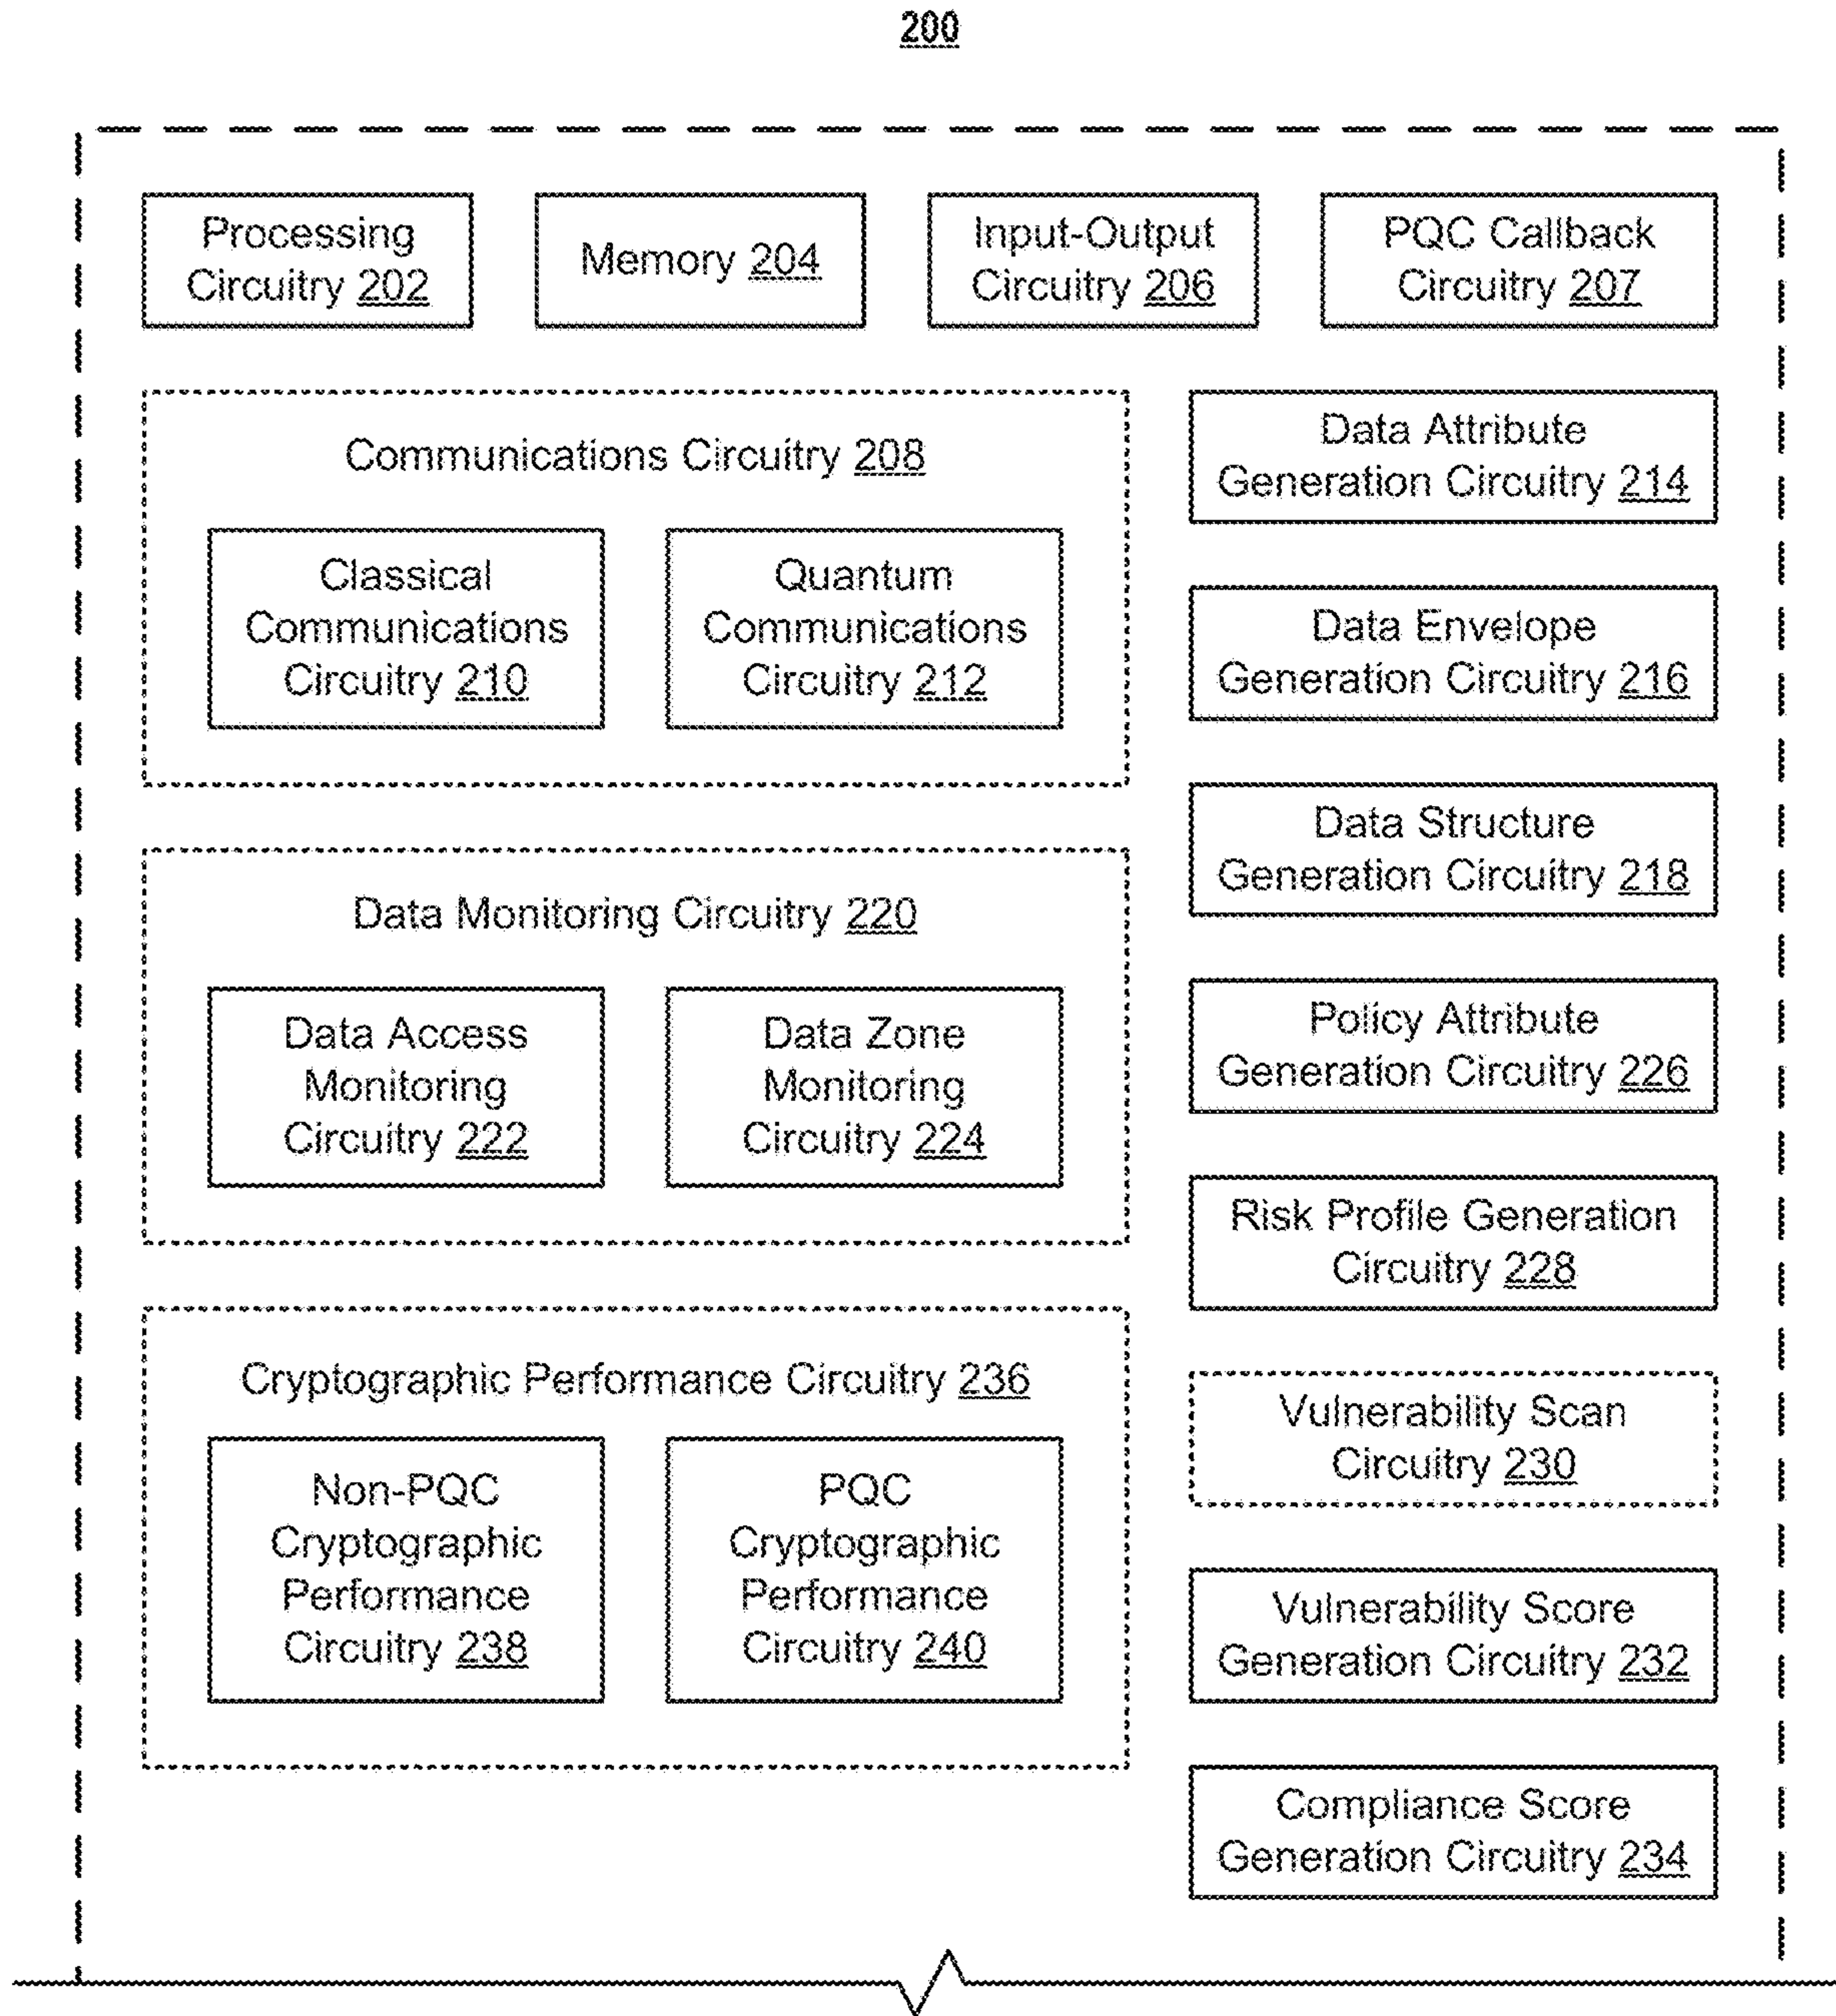 200
Processing
Circuitry 202
Memory 204
Input-Output
Circuitry 206
PQC Callback
Circuitry 207
Communications Circuitry 208
Classical
Communications
Circuitry 210
Quantum
Communications
Circuitry 212
Data Monitoring Circuitry 220
Data Access
Monitoring
Circuitry 222
Data Zone
Monitoring
Circuitry 224
Cryptographic Performance Circuitry 236
Non-PQC
Cryptographic
Performance
Circuitry 238
PQC
Cryptographic
Performance
Circuitry 240
Data Attribute
Generation Circuitry 214
Data Envelope
Generation Circuitry 216
Data Structure
Generation Circuitry 218
Policy Attribute
Generation Circuitry 226
Risk Profile Generation
Circuitry 228
Vulnerability Scan
Circuitry 230
Vulnerability Score
Generation Circuitry 232
Compliance Score
Generation Circuitry 234